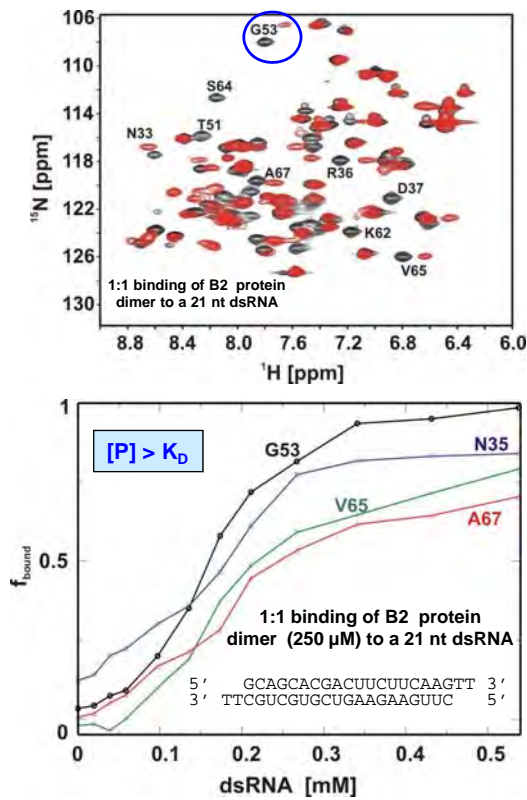 106
G53
110
S64
114
N33
T51
118
A67
R36
D37
122
K62
126
V65
1:1 binding of B2 protein
dimer to a 21 nt dsRNA
130
¹⁵N [ppm]
8.8 8.4 8.0 7.6 7.2 6.8 6.4 6.0
¹H [ppm]
1
[P] > K_D
G53
N35
V65
A67
0.5
f_bound
1:1 binding of B2 protein
dimer (250 µM) to a 21 nt dsRNA
5′ GCAGCACGACUUCUUCAAGTT 3′
3′ TTCGUCGUGCUGAAGAAGUUC 5′
0
0 0.1 0.2 0.3 0.4 0.5
dsRNA [mM]